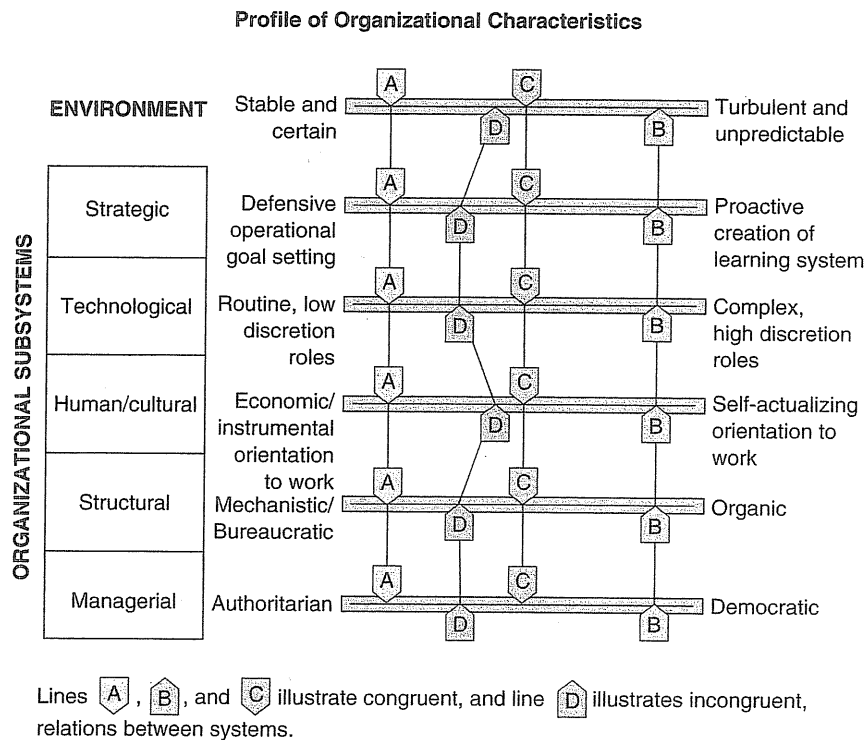 Profile of Organizational Characteristics
A C
ENVIRONMENT Stable and certain Turbulent and unpredictable
D B
A C
ORGANIZATIONAL SUBSYSTEMS
Strategic Defensive operational goal setting Proactive creation of learning system
D B
A C
Technological Routine, low discretion roles Complex, high discretion roles
D B
A C
Human/cultural Economic/ instrumental orientation to work Self-actualizing orientation to work
D B
A C
Structural Mechanistic/ Bureaucratic Organic
D B
A C
Managerial Authoritarian Democratic
D B
Lines A , B , and C illustrate congruent, and line D illustrates incongruent,
relations between systems.